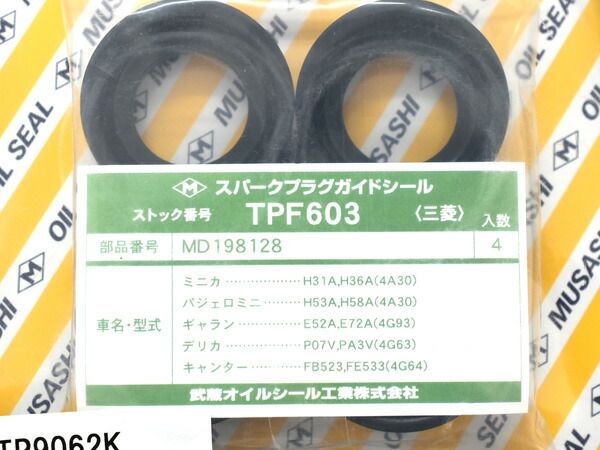 MUSASHI OIL SEAL
スパークプラグガイドシール
ストック番号 TPF603 〈三菱〉 入数
部品番号 MD198128 4
車名・型式
ミニカ………………H31A,H36A(4A30)
パジェロミニ…………H53A,H58A(4A30)
ギャラン……………E52A,E72A(4G93)
デリカ………………P07V,PA3V(4G63)
キャンター…………FB523,FE533(4G64)
武蔵オイルシール工業株式会社
OIL SEAL
MUSASHI
OIL SEAL
MUSASHI
TP9062K